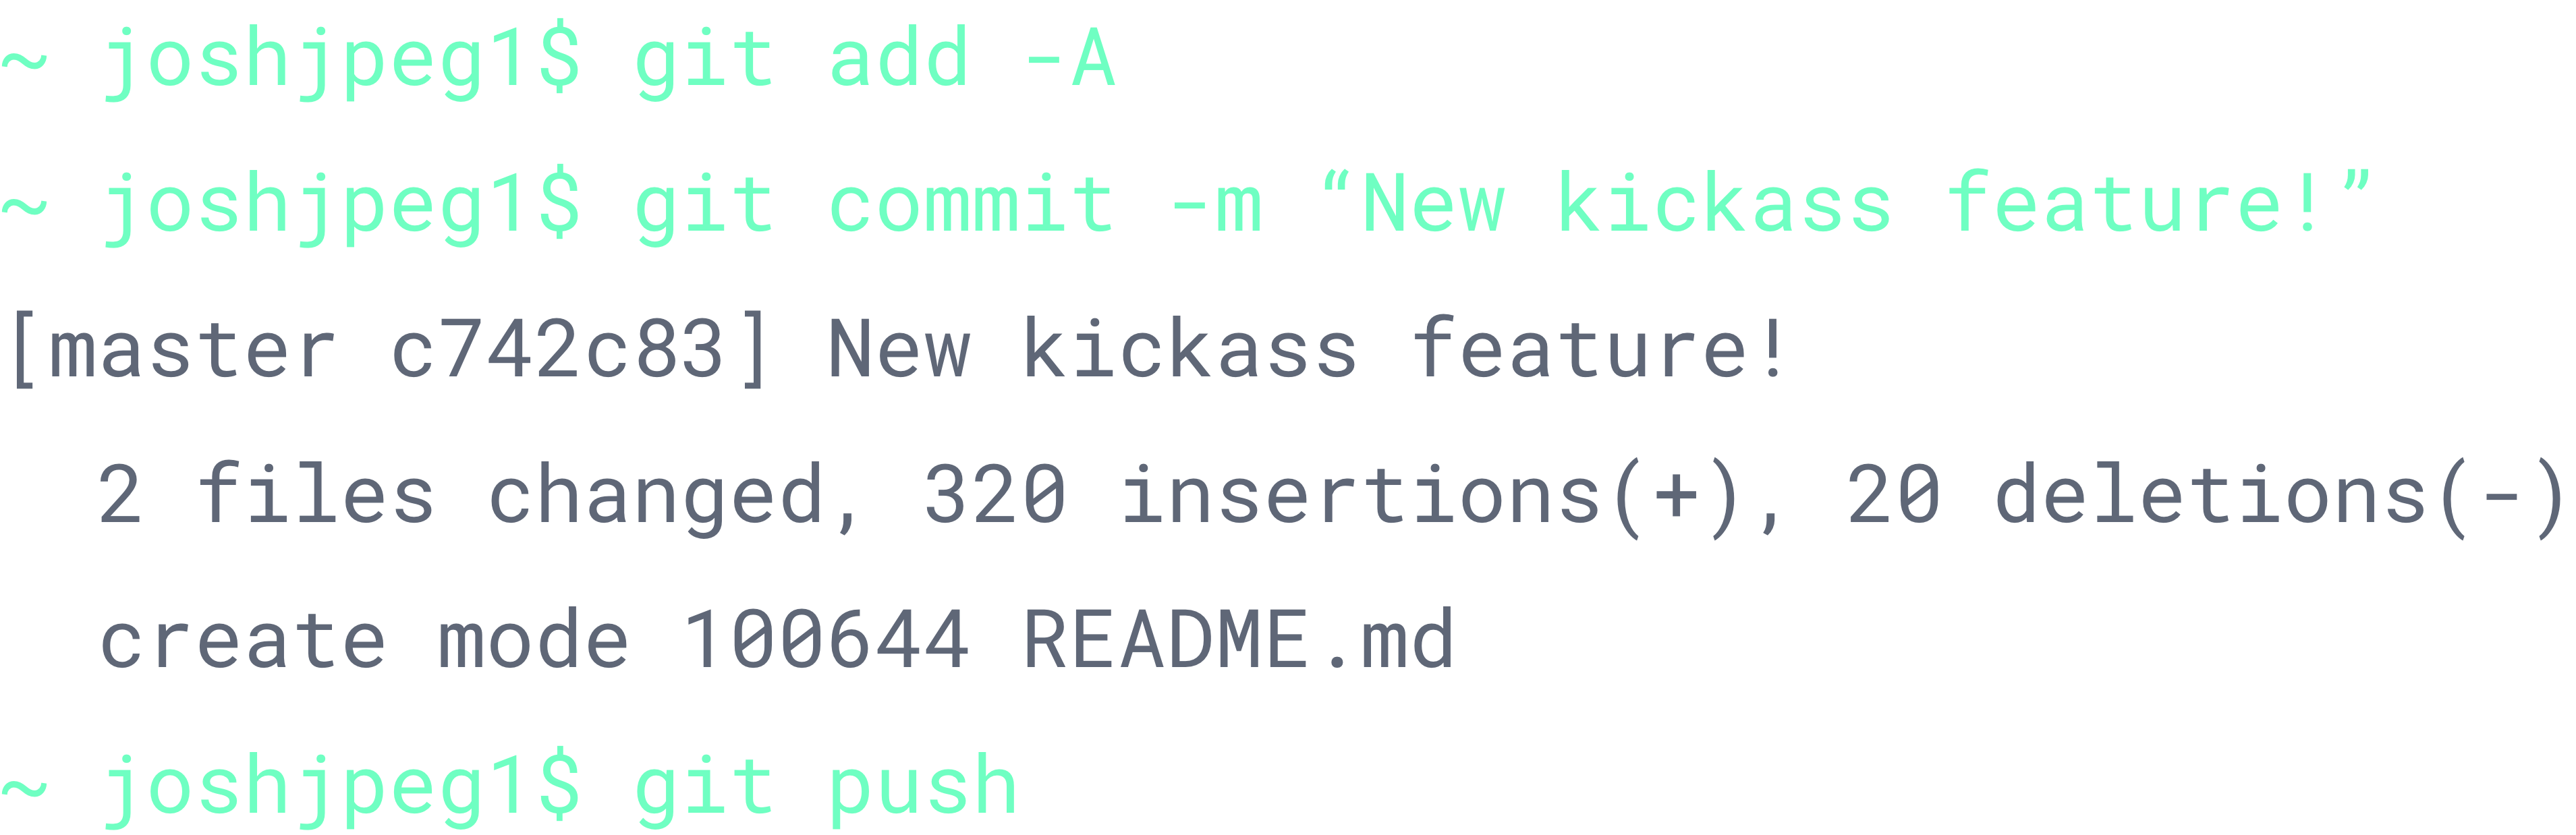 ~ joshjpeg1$ git add -A
~ joshjpeg1$ git commit -m “New kickass feature!”
[master c742c83] New kickass feature!
  2 files changed, 320 insertions(+), 20 deletions(-)
  create mode 100644 README.md
~ joshjpeg1$ git push